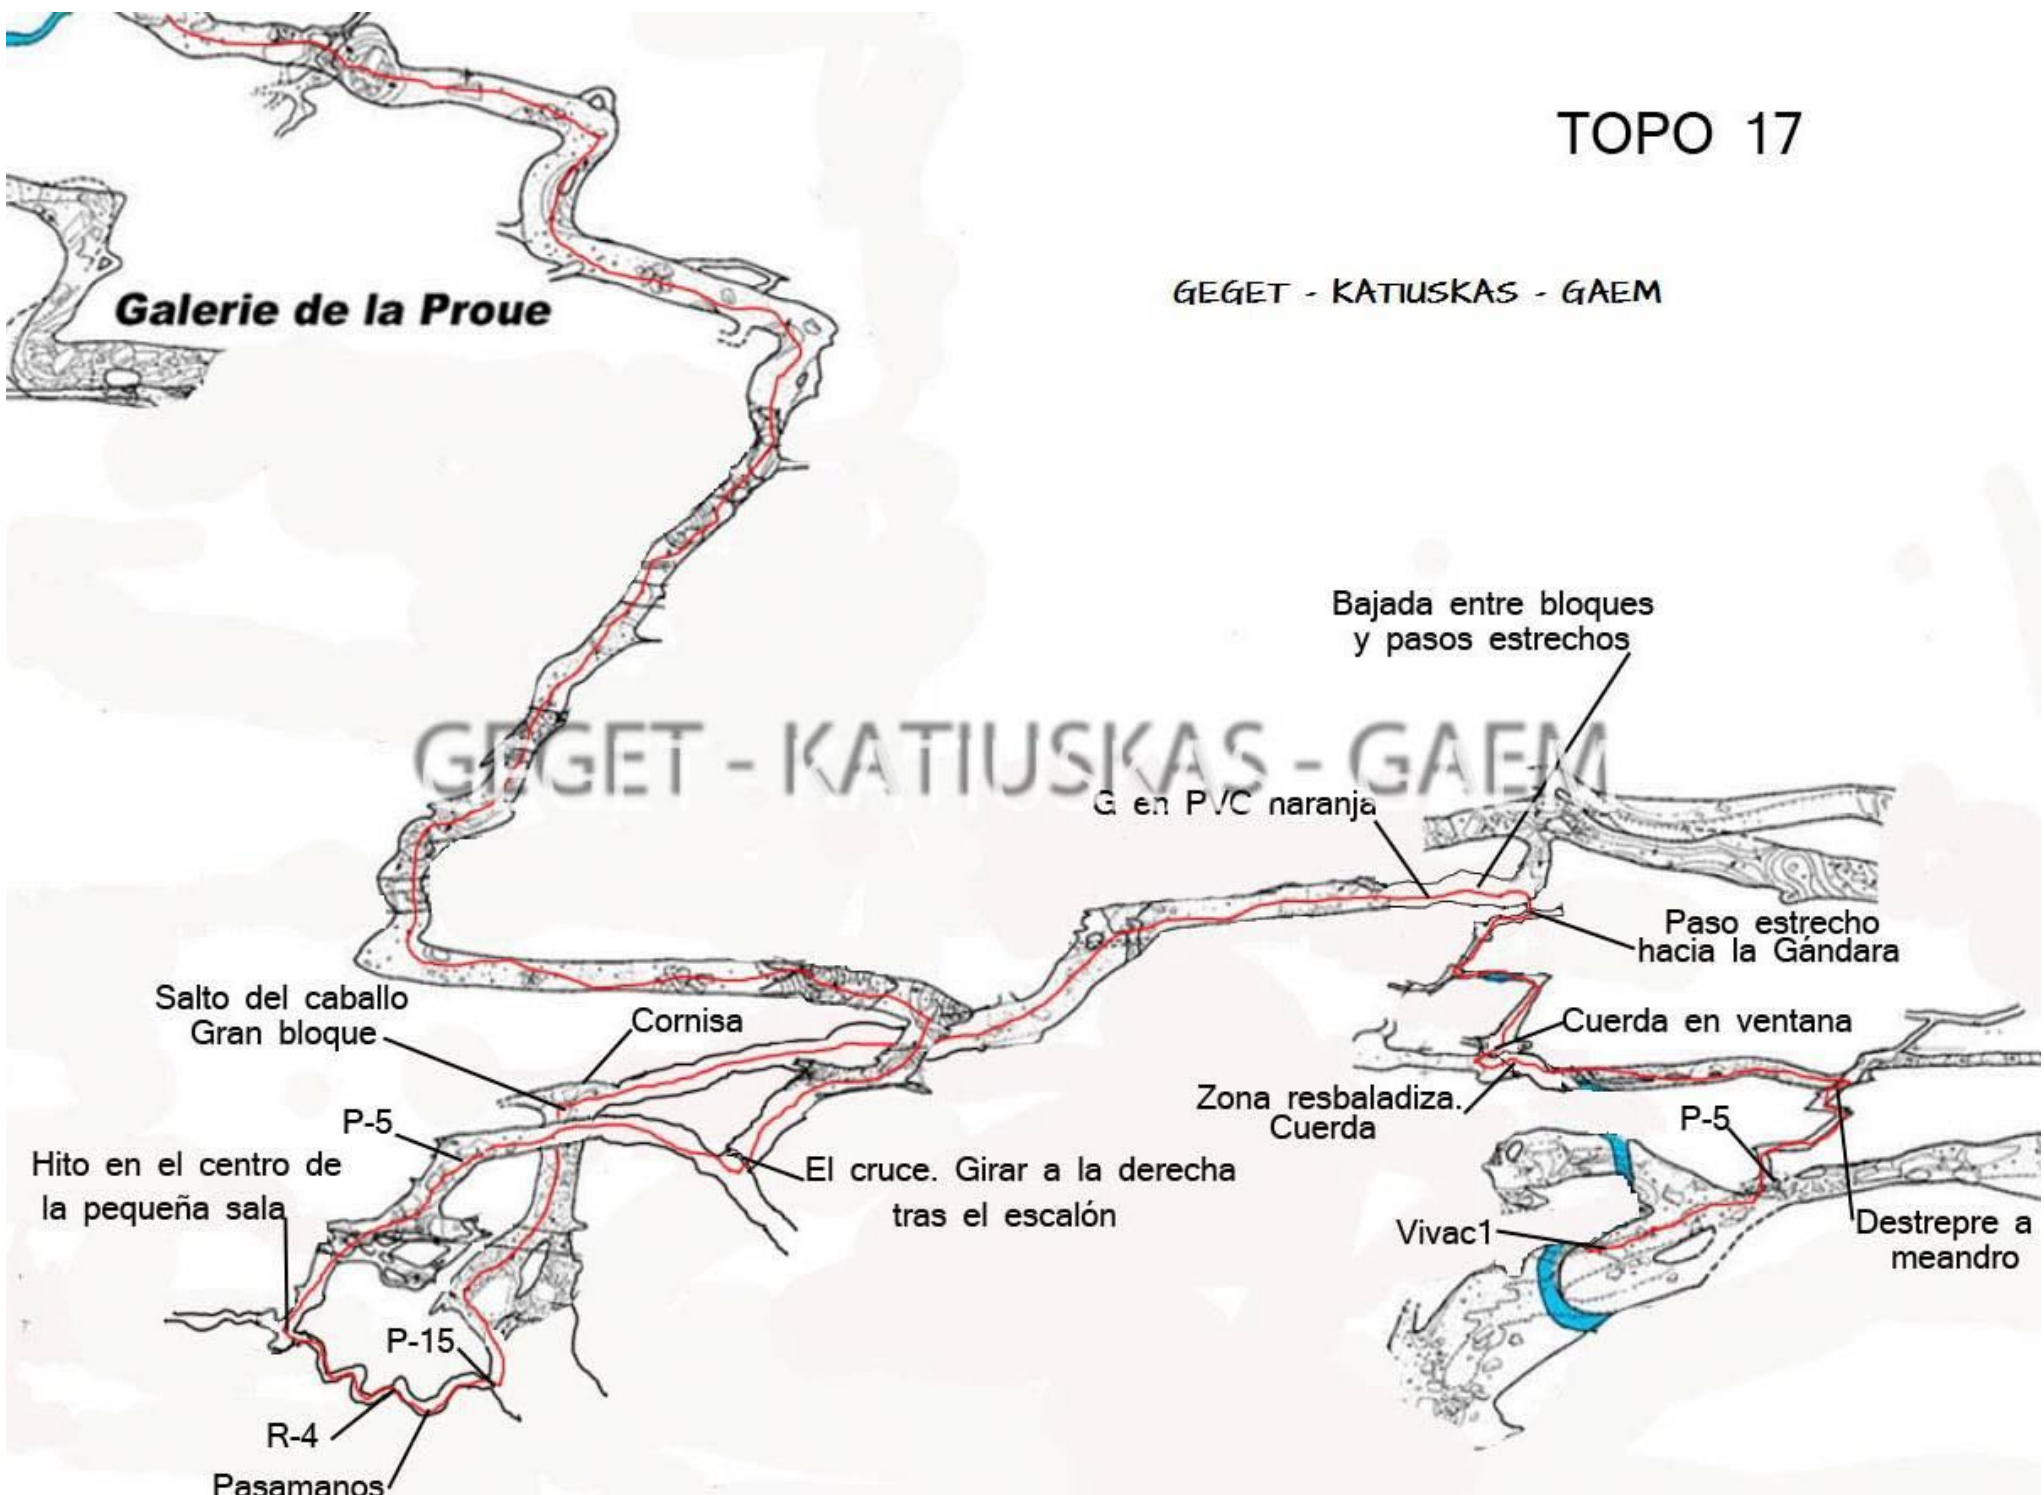 TOPO 17
GEGET - KATIUSKAS - GAEM
Galerie de la Proue
Bajada entre bloques
y pasos estrechos
GEGET - KATIUSKAS - GAEM
G en PVC naranja
Paso estrecho
hacia la Gándara
Salto del caballo
Gran bloque
Cornisa
Cuerda en ventana
Zona resbaladiza.
Cuerda
P-5
P-5
Hito en el centro de
la pequeña sala
El cruce. Girar a la derecha
tras el escalón
Vivac1
Destrepre a
meandro
P-15
R-4
Pasamanos